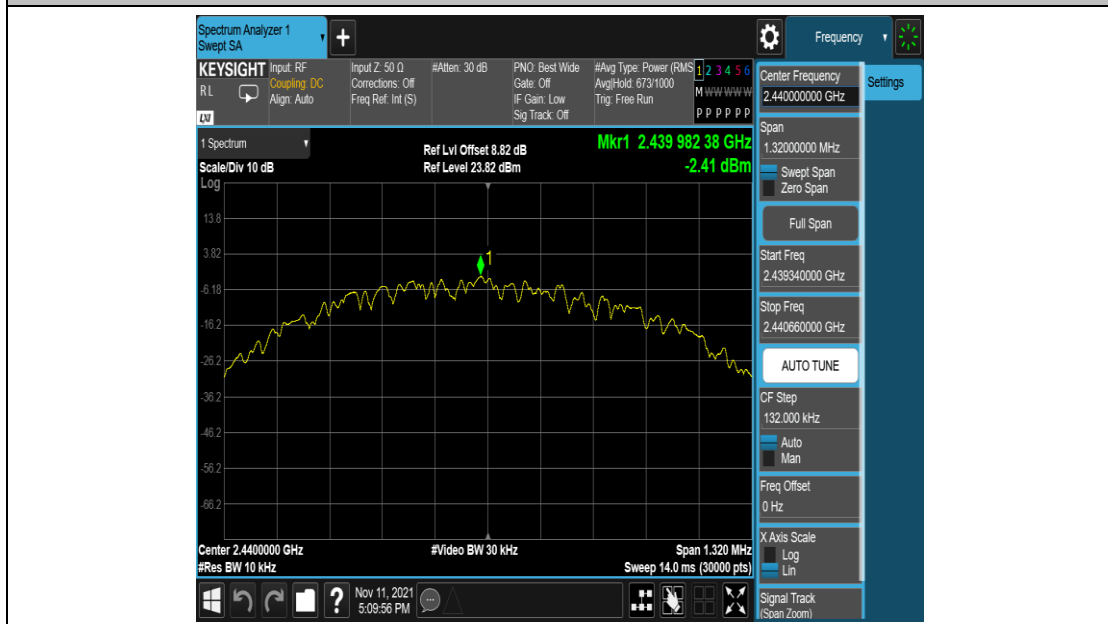 Spectrum Analyzer 1
Swept SA
+
Frequency
KEYSIGHT
RL
LXI
Input: RF
Coupling: DC
Align: Auto
Input Z: 50 Ω
Corrections: Off
Freq Ref: Int (S)
#Atten: 30 dB
PNO: Best Wide
Gate: Off
IF Gain: Low
Sig Track: Off
#Avg Type: Power (RMS
Avg|Hold: 673/1000
Trig: Free Run
1 2 3 4 5 6
M W W W W W
P P P P P P
1 Spectrum
Scale/Div 10 dB
Log
Ref Lvl Offset 8.82 dB
Ref Level 23.82 dBm
Mkr1 2.439 982 38 GHz
-2.41 dBm
13.8
3.82
-6.18
-16.2
-26.2
-36.2
-46.2
-56.2
-66.2
1
Center 2.4400000 GHz
#Res BW 10 kHz
#Video BW 30 kHz
Span 1.320 MHz
Sweep 14.0 ms (30000 pts)
Nov 11, 2021
5:09:56 PM
?
Center Frequency
2.440000000 GHz
Settings
Span
1.32000000 MHz
Swept Span
Zero Span
Full Span
Start Freq
2.439340000 GHz
Stop Freq
2.440660000 GHz
AUTO TUNE
CF Step
132.000 kHz
Auto
Man
Freq Offset
0 Hz
X Axis Scale
Log
Lin
Signal Track
(Span Zoom)